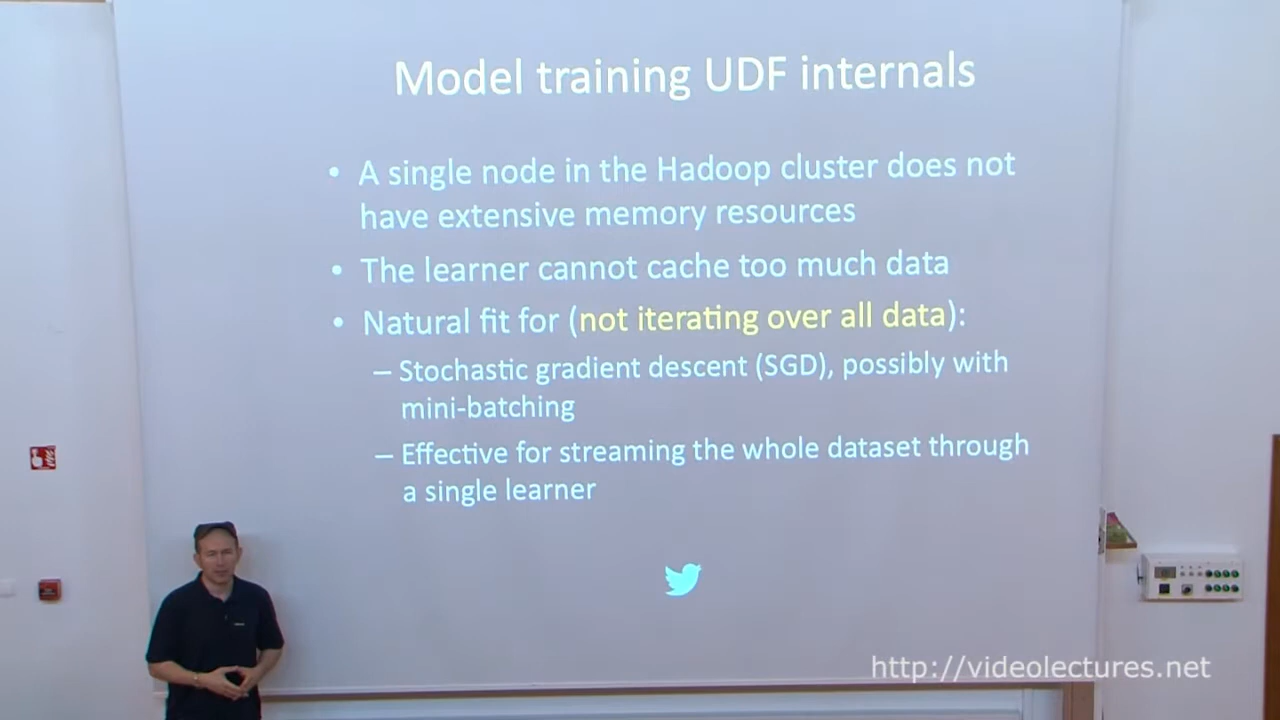 Model training UDF internals
• A single node in the Hadoop cluster does not
have extensive memory resources
• The learner cannot cache too much data
• Natural fit for (not iterating over all data):
– Stochastic gradient descent (SGD), possibly with
mini-batching
– Effective for streaming the whole dataset through
a single learner
http://videolectures.net